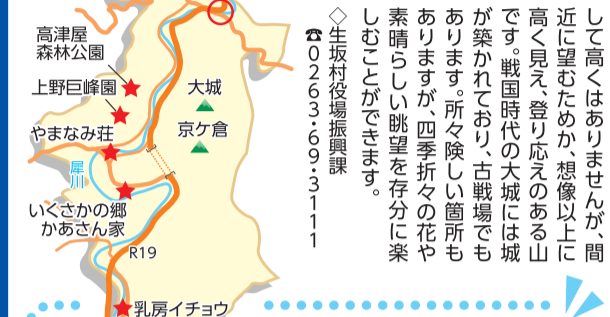 して高くはありませんが、間
近に望むためか、想像以上に
高く見え、登り応えのある山
です。戦国時代の大城には城
が築かれており、古戦場でも
あります。所々険しい箇所も
ありますが、四季折々の花や
素晴らしい眺望を存分に楽
しむことができます。
◇生坂村役場振興課
☎0263・69・3111
高津屋
森林公園
上野巨峰園
やまなみ荘
犀川
いくさかの郷
かあさん家
R19
乳房イチョウ
大城
京ケ倉